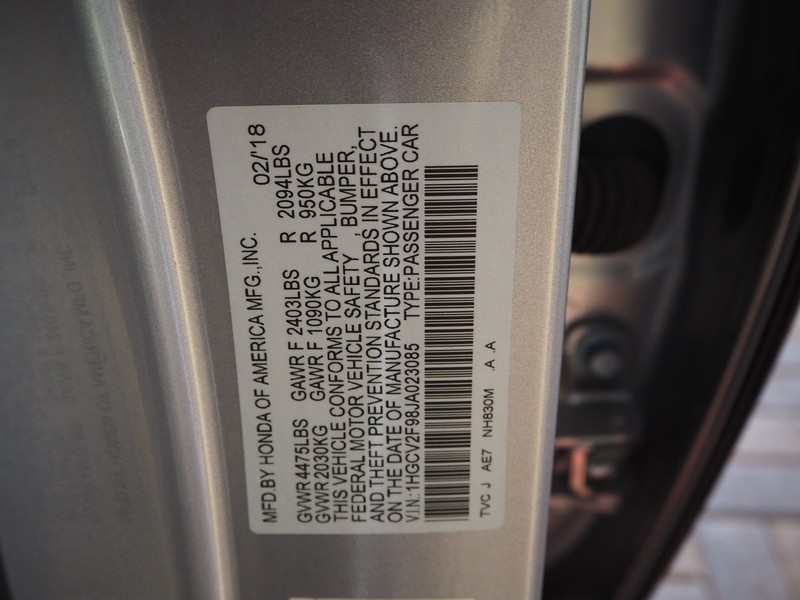 MFD.BY HONDA OF AMERICA MFG.,INC. 02/'18
GVWR 4475LBS GAWR F 2403LBS R 2094LBS
GVWR 2030KG GAWR F 1090KG R 950KG
THIS VEHICLE CONFORMS TO ALL APPLICABLE
FEDERAL MOTOR VEHICLE SAFETY , BUMPER,
AND THEFT PREVENTION STANDARDS IN EFFECT
ON THE DATE OF MANUFACTURE SHOWN ABOVE.
V.I.N.:1HGCV2F98JA023085 TYPE:PASSENGER CAR
TVC J AE7 NH830M .A .A